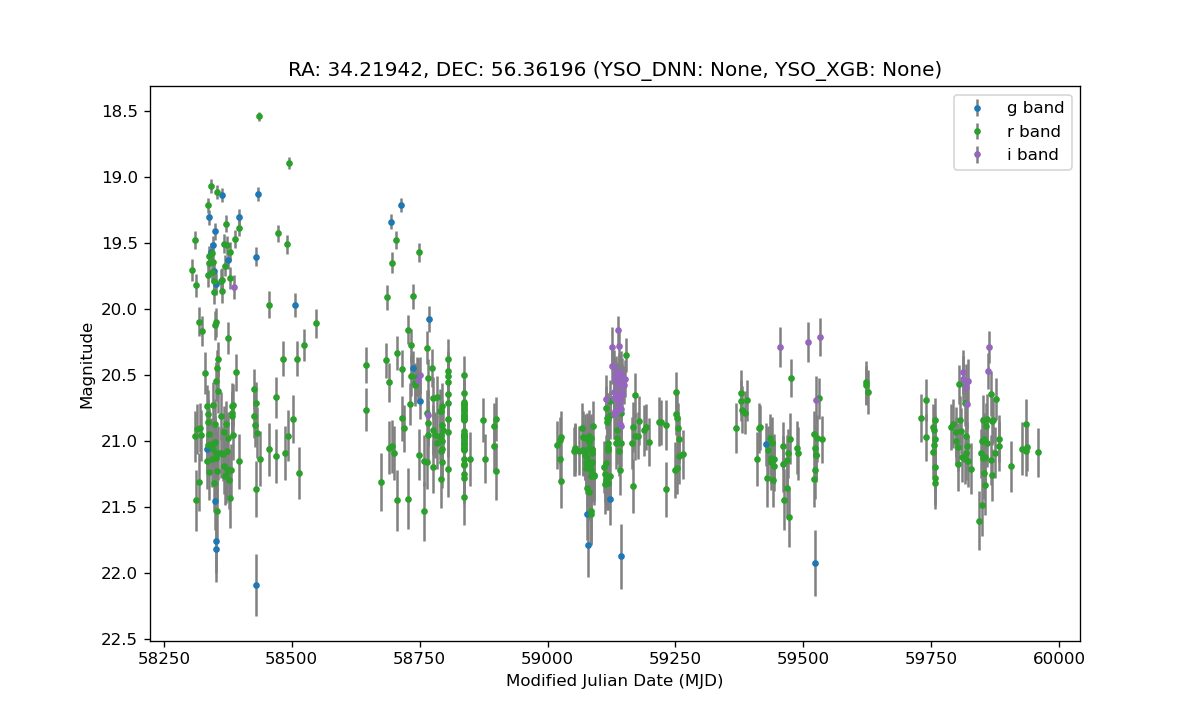 RA: 34.21942, DEC: 56.36196 (YSO_DNN: None, YSO_XGB: None)
g band
r band
i band
18.5
19.0
19.5
20.0
20.5
21.0
21.5
22.0
22.5
Magnitude
58250 58500 58750 59000 59250 59500 59750 60000
Modified Julian Date (MJD)